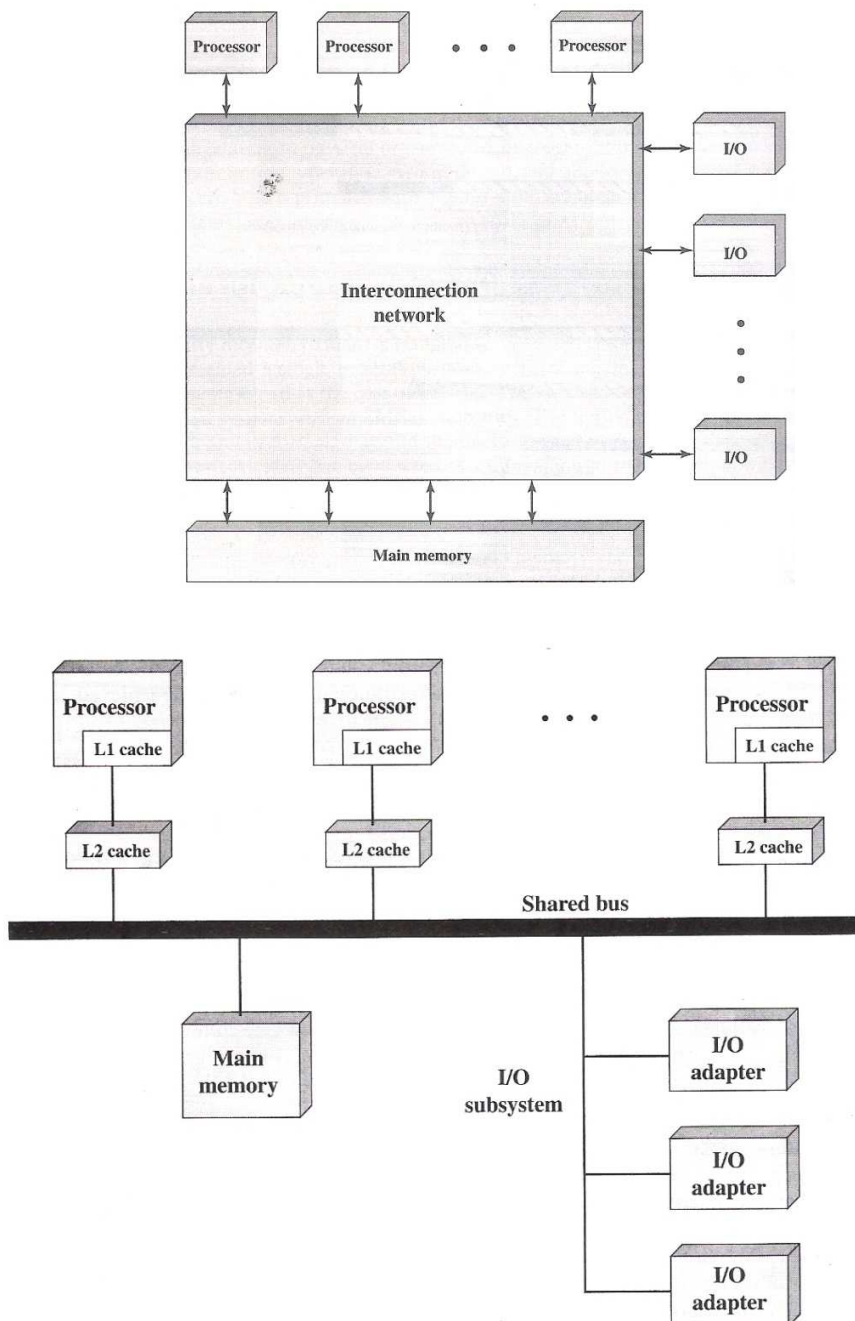 Processor
Processor
Processor
I/O
I/O
Interconnection
network
I/O
Main memory
Processor
L1 cache
Processor
L1 cache
Processor
L1 cache
L2 cache
L2 cache
L2 cache
Shared bus
Main
memory
I/O
subsystem
I/O
adapter
I/O
adapter
I/O
adapter